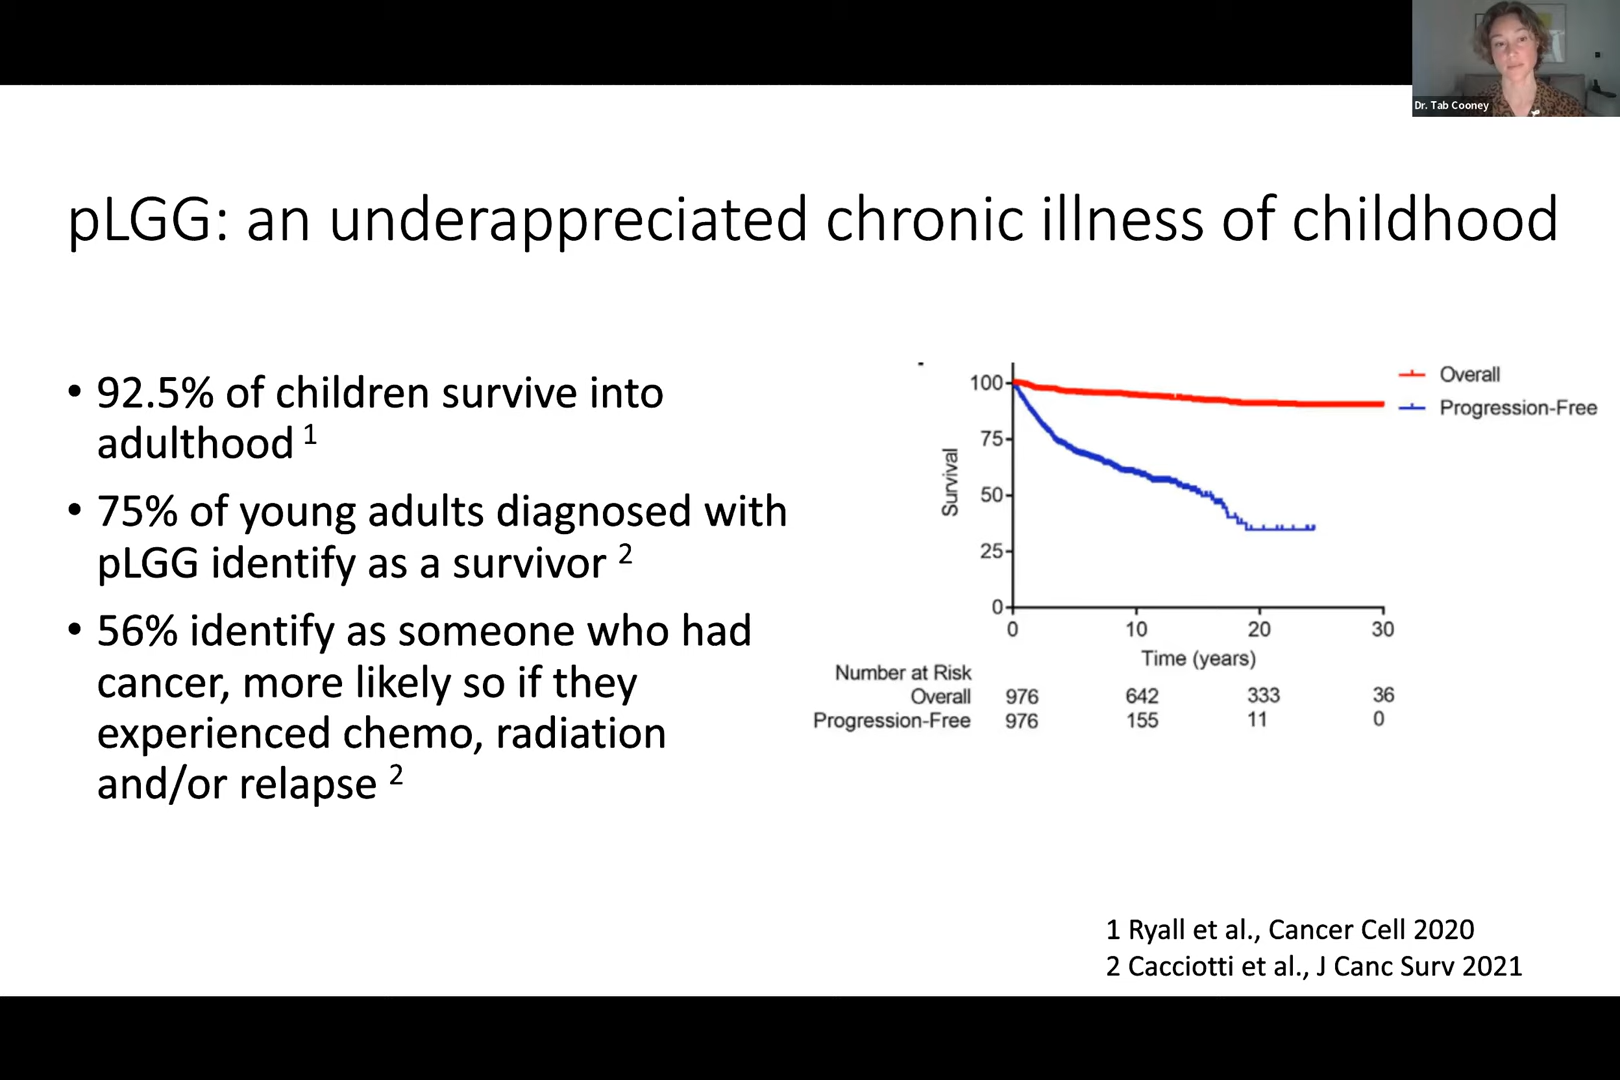 Dr. Tab Cooney
pLGG: an underappreciated chronic illness of childhood
• 92.5% of children survive into
adulthood 1
• 75% of young adults diagnosed with
pLGG identify as a survivor 2
• 56% identify as someone who had
cancer, more likely so if they
experienced chemo, radiation
and/or relapse 2
Overall
Progression-Free
Survival
100
75
50
25
0
0 10 20 30
Time (years)
Number at Risk
Overall 976 642 333 36
Progression-Free 976 155 11 0
1 Ryall et al., Cancer Cell 2020
2 Cacciotti et al., J Canc Surv 2021